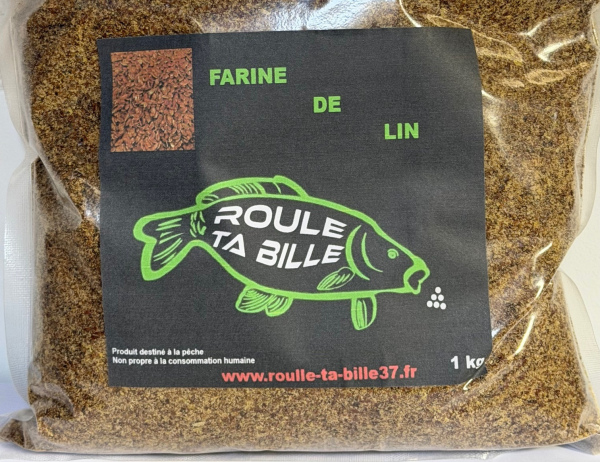 FARINE
DE
LIN
ROULE
TA BILLE
Produit destiné à la pêche
Non propre à la consommation humaine
1 kg
www.roulle-ta-bille37.fr